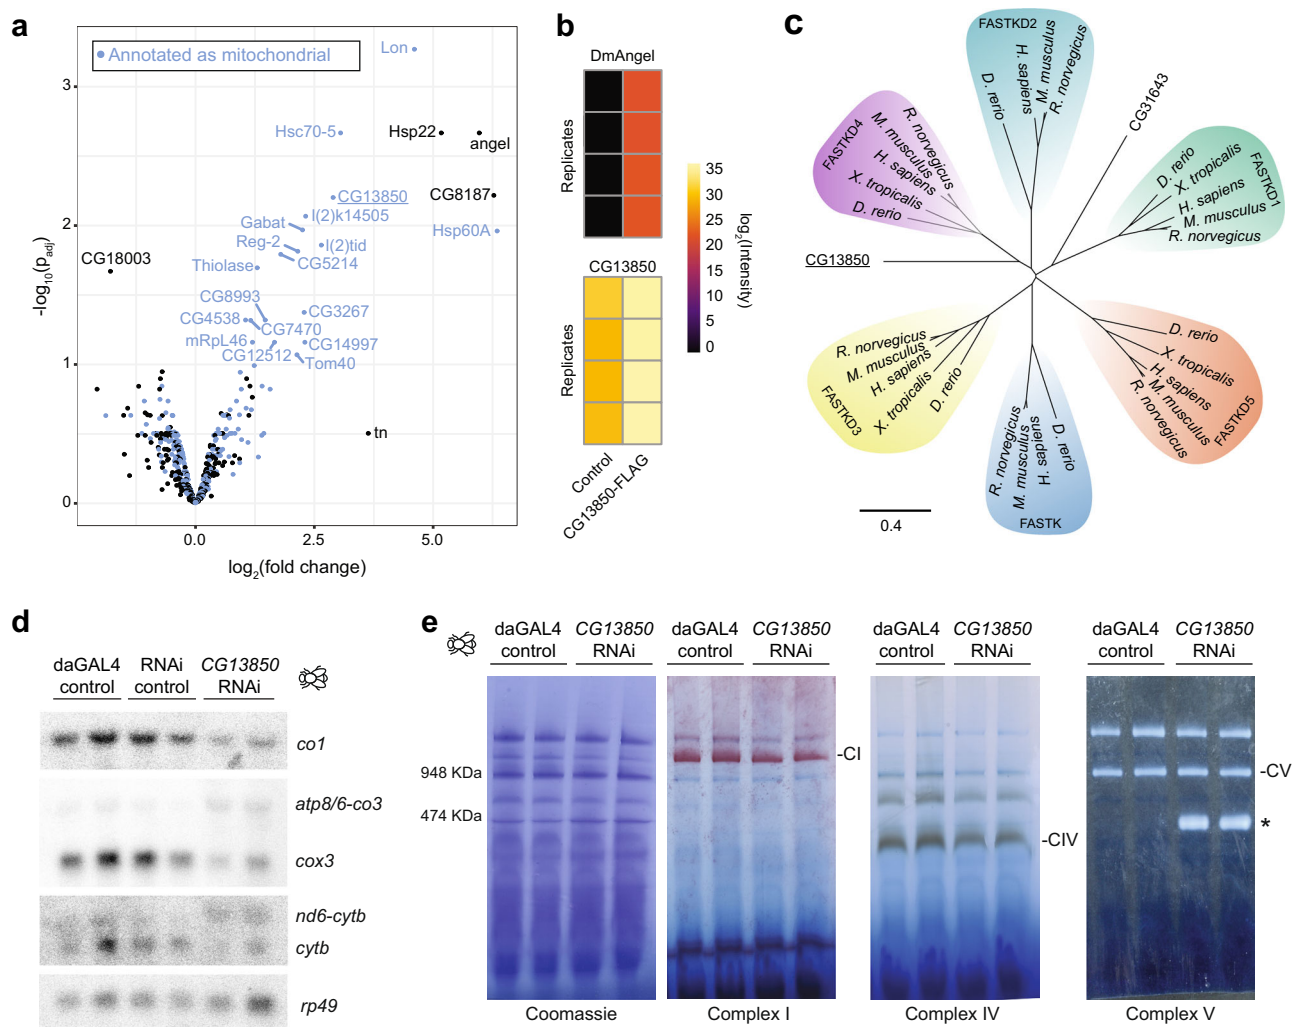 a
Annotated as mitochondrial
Lon
Hsc70-5
Hsp22
angel
CG13850
CG8187
l(2)k14505
Gabat
Hsp60A
Reg-2
l(2)tid
CG5214
CG18003
Thiolase
CG8993
CG3267
CG4538
CG7470
mRpL46
CG14997
CG12512
Tom40
tn
3
2
1
0
-log10(padj)
0.0
2.5
5.0
log2(fold change)
b
DmAngel
Replicates
CG13850
Replicates
Control
CG13850-FLAG
35
30
25
20
15
10
5
0
log2(Intensity)
c
FASTKD2
D. rerio
H. sapiens
M. musculus
R. norvegicus
CG31643
FASTKD4
R. norvegicus
M. musculus
H. sapiens
X. tropicalis
D. rerio
D. rerio
X. tropicalis
H. sapiens
M. musculus
R. norvegicus
FASTKD1
CG13850
R. norvegicus
M. musculus
H. sapiens
X. tropicalis
D. rerio
FASTKD3
D. rerio
X. tropicalis
H. sapiens
M. musculus
R. norvegicus
FASTKD5
R. norvegicus
M. musculus
H. sapiens
D. rerio
FASTK
0.4
d
daGAL4
control
RNAi
control
CG13850
RNAi
co1
atp8/6-co3
cox3
nd6-cytb
cytb
rp49
e
daGAL4
control
CG13850
RNAi
daGAL4
control
CG13850
RNAi
daGAL4
control
CG13850
RNAi
daGAL4
control
CG13850
RNAi
948 KDa
474 KDa
-CI
-CIV
-CV
*
Coomassie
Complex I
Complex IV
Complex V